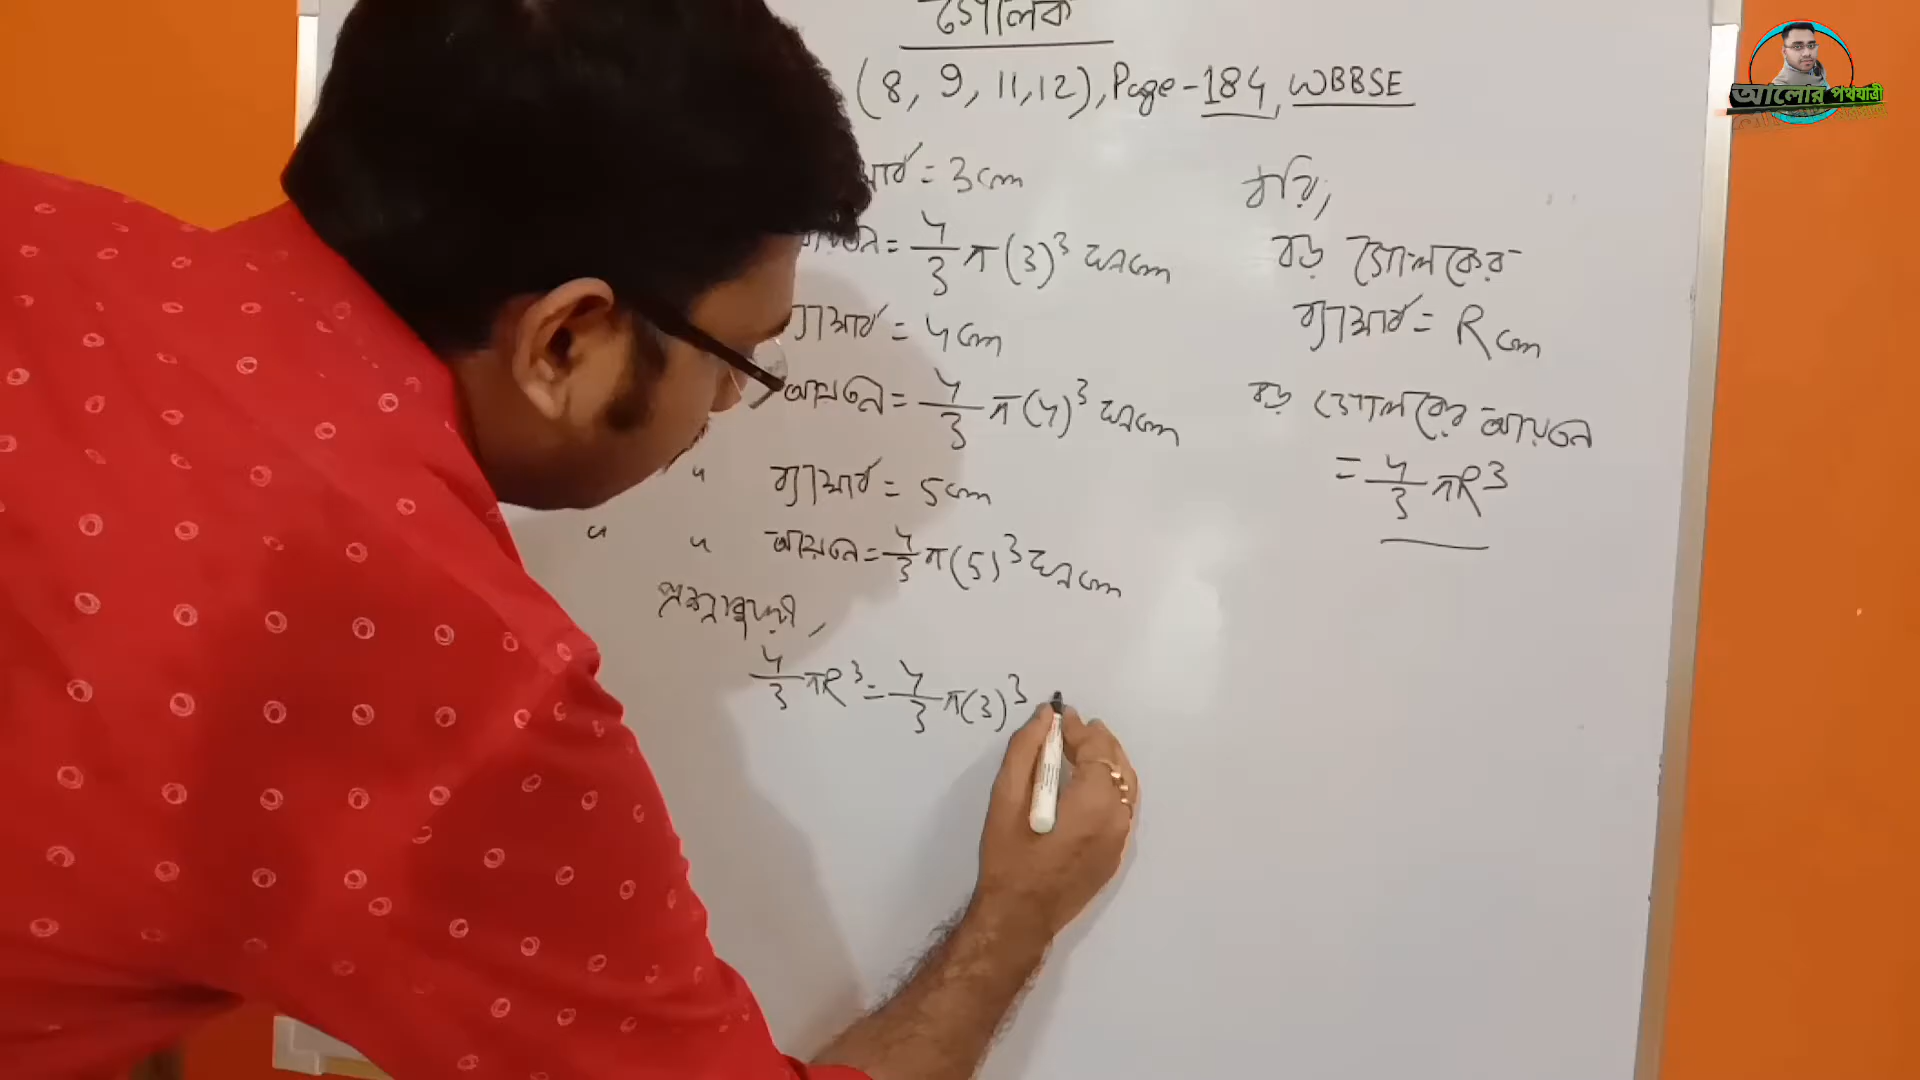 গোলক
(8, 9, 11, 12), Page - 184, WBBSE
= 3cm
= 4/3 π(3)³ ঘনcm
ব্যাসার্ধ = 4cm
আয়তন = 4/3 π(4)³ ঘনcm
" ব্যাসার্ধ = 5cm
" " আয়তন = 4/3 π(5)³ ঘনcm
প্রশ্নানুযায়ী,
4/3 πR³ = 4/3 π(3)³
ধরি,
বড় গোলকের
ব্যাসার্ধ = R cm
বড় গোলকের আয়তন
= 4/3 πR³
আলোর পথযাত্রী